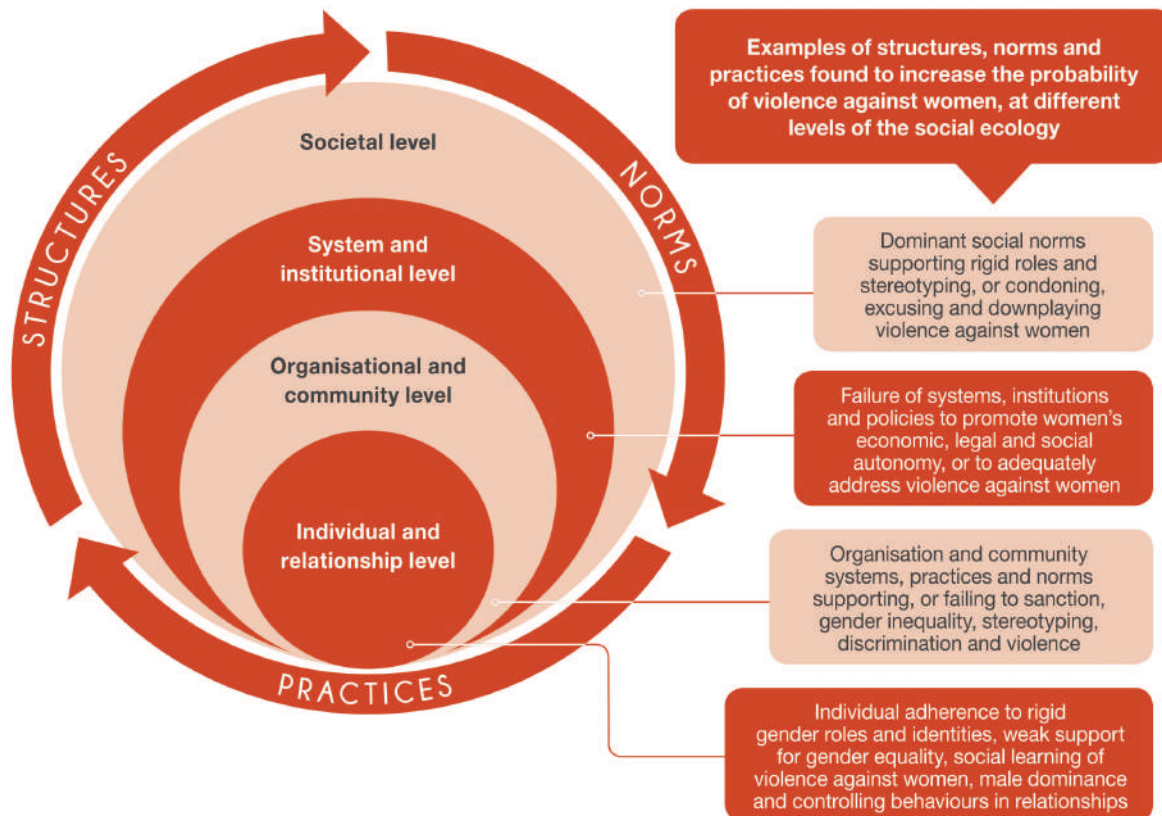 Examples of structures, norms and
practices found to increase the probability
of violence against women, at different
levels of the social ecology
STRUCTURES
NORMS
PRACTICES
Societal level
System and
institutional level
Organisational and
community level
Individual and
relationship level
Dominant social norms
supporting rigid roles and
stereotyping, or condoning,
excusing and downplaying
violence against women
Failure of systems, institutions
and policies to promote women’s
economic, legal and social
autonomy, or to adequately
address violence against women
Organisation and community
systems, practices and norms
supporting, or failing to sanction,
gender inequality, stereotyping,
discrimination and violence
Individual adherence to rigid
gender roles and identities, weak support
for gender equality, social learning of
violence against women, male dominance
and controlling behaviours in relationships